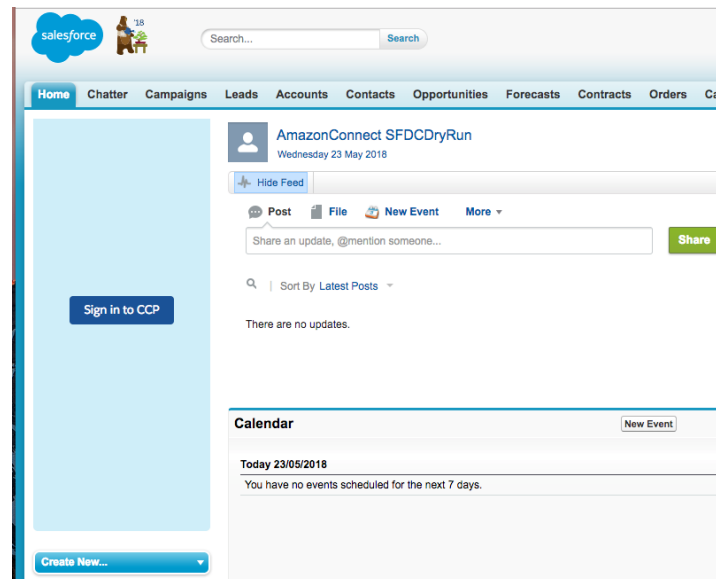 salesforce
'18
Search...
Search
Home Chatter Campaigns Leads Accounts Contacts Opportunities Forecasts Contracts Orders
AmazonConnect SFDCDryRun
Wednesday 23 May 2018
Hide Feed
Post File New Event More
Share an update, @mention someone...
Share
Sort By Latest Posts
Sign in to CCP
There are no updates.
Calendar
New Event
Today 23/05/2018
You have no events scheduled for the next 7 days.
Create New...